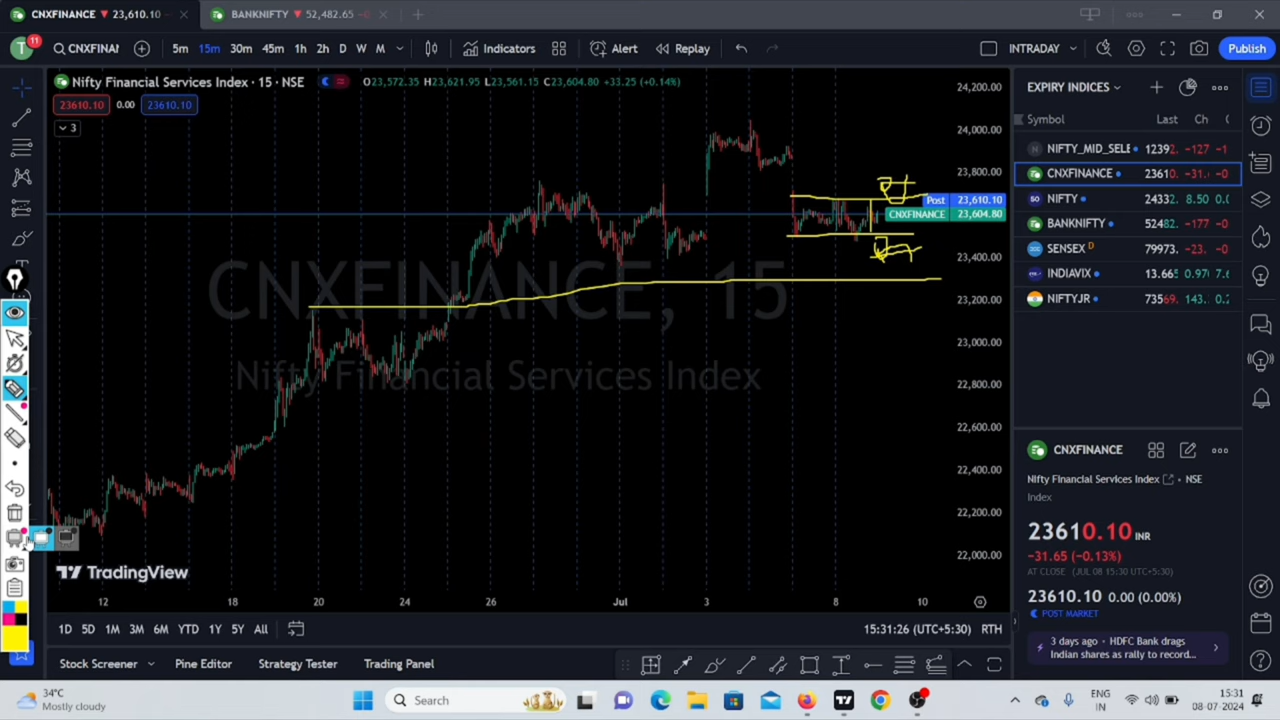 CNXFINANCE ▼ 23,610.10
BANKNIFTY ▼ 52,482.65
CNXFINAN
5m 15m 30m 45m 1h 2h D W M
Indicators
Alert
Replay
INTRADAY
Publish
Nifty Financial Services Index · 15 · NSE
O23,572.35 H23,621.95 L23,561.15 C23,604.80 +33.25 (+0.14%)
23610.10 0.00 23610.10
3
CNXFINANCE, 15
Nifty Financial Services Index
24,200.00
24,000.00
23,800.00
Post 23,610.10
CNXFINANCE 23,604.80
23,400.00
23,200.00
23,000.00
22,800.00
22,600.00
22,400.00
22,200.00
22,000.00
TradingView
12 18 20 24 26 Jul 3 8 10
1D 5D 1M 3M 6M YTD 1Y 5Y All
15:31:26 (UTC+5:30) RTH
Stock Screener Pine Editor Strategy Tester Trading Panel
EXPIRY INDICES
Symbol Last Ch
NIFTY_MID_SELE 12392. -127 -1
CNXFINANCE 23610. -31. -0
NIFTY 24332. 8.50 0.0
BANKNIFTY 52482. -177 -0
SENSEX D 79973. -23. -0
INDIAVIX 13.66 0.970 7.6
NIFTYJR 73569. 143. 0.2
CNXFINANCE
Nifty Financial Services Index · NSE
Index
23610.10 INR
−31.65 (−0.13%)
AT CLOSE (JUL 08 15:30 UTC+5:30)
23610.10 0.00 (0.00%)
POST MARKET
3 days ago · HDFC Bank drags
Indian shares as rally to record...
11
34°C
Mostly cloudy
Search
ENG
IN
15:31
08-07-2024